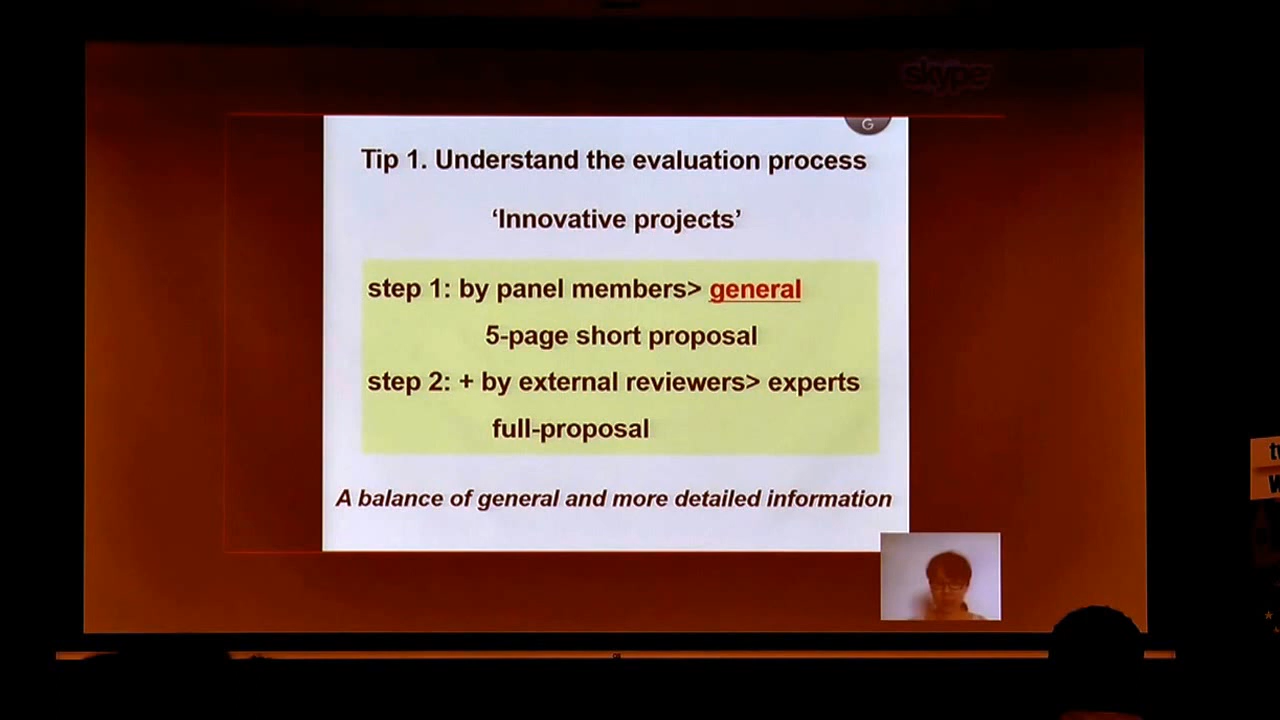 skype
G
Tip 1. Understand the evaluation process
‘Innovative projects’
step 1: by panel members> general
5-page short proposal
step 2: + by external reviewers> experts
full-proposal
A balance of general and more detailed information